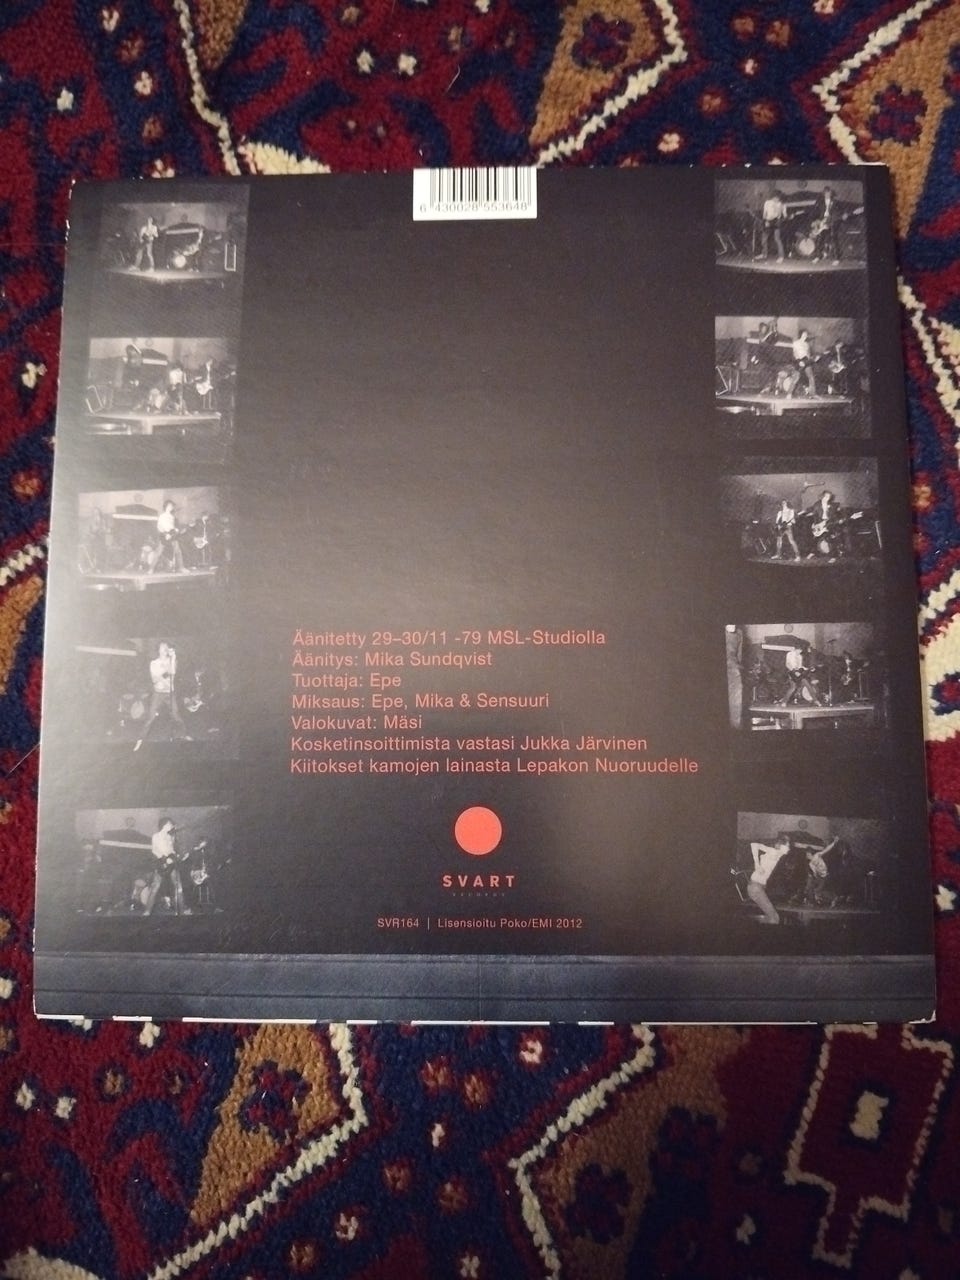 6 430028 553648
Äänitetty 29–30/11 -79 MSL-Studiolla
Äänitys: Mika Sundqvist
Tuottaja: Epe
Miksaus: Epe, Mika & Sensuuri
Valokuvat: Mäsi
Kosketinsoittimista vastasi Jukka Järvinen
Kiitokset kamojen lainasta Lepakon Nuoruudelle
SVART
RECORDS
SVR164 | Lisensioitu Poko/EMI 2012